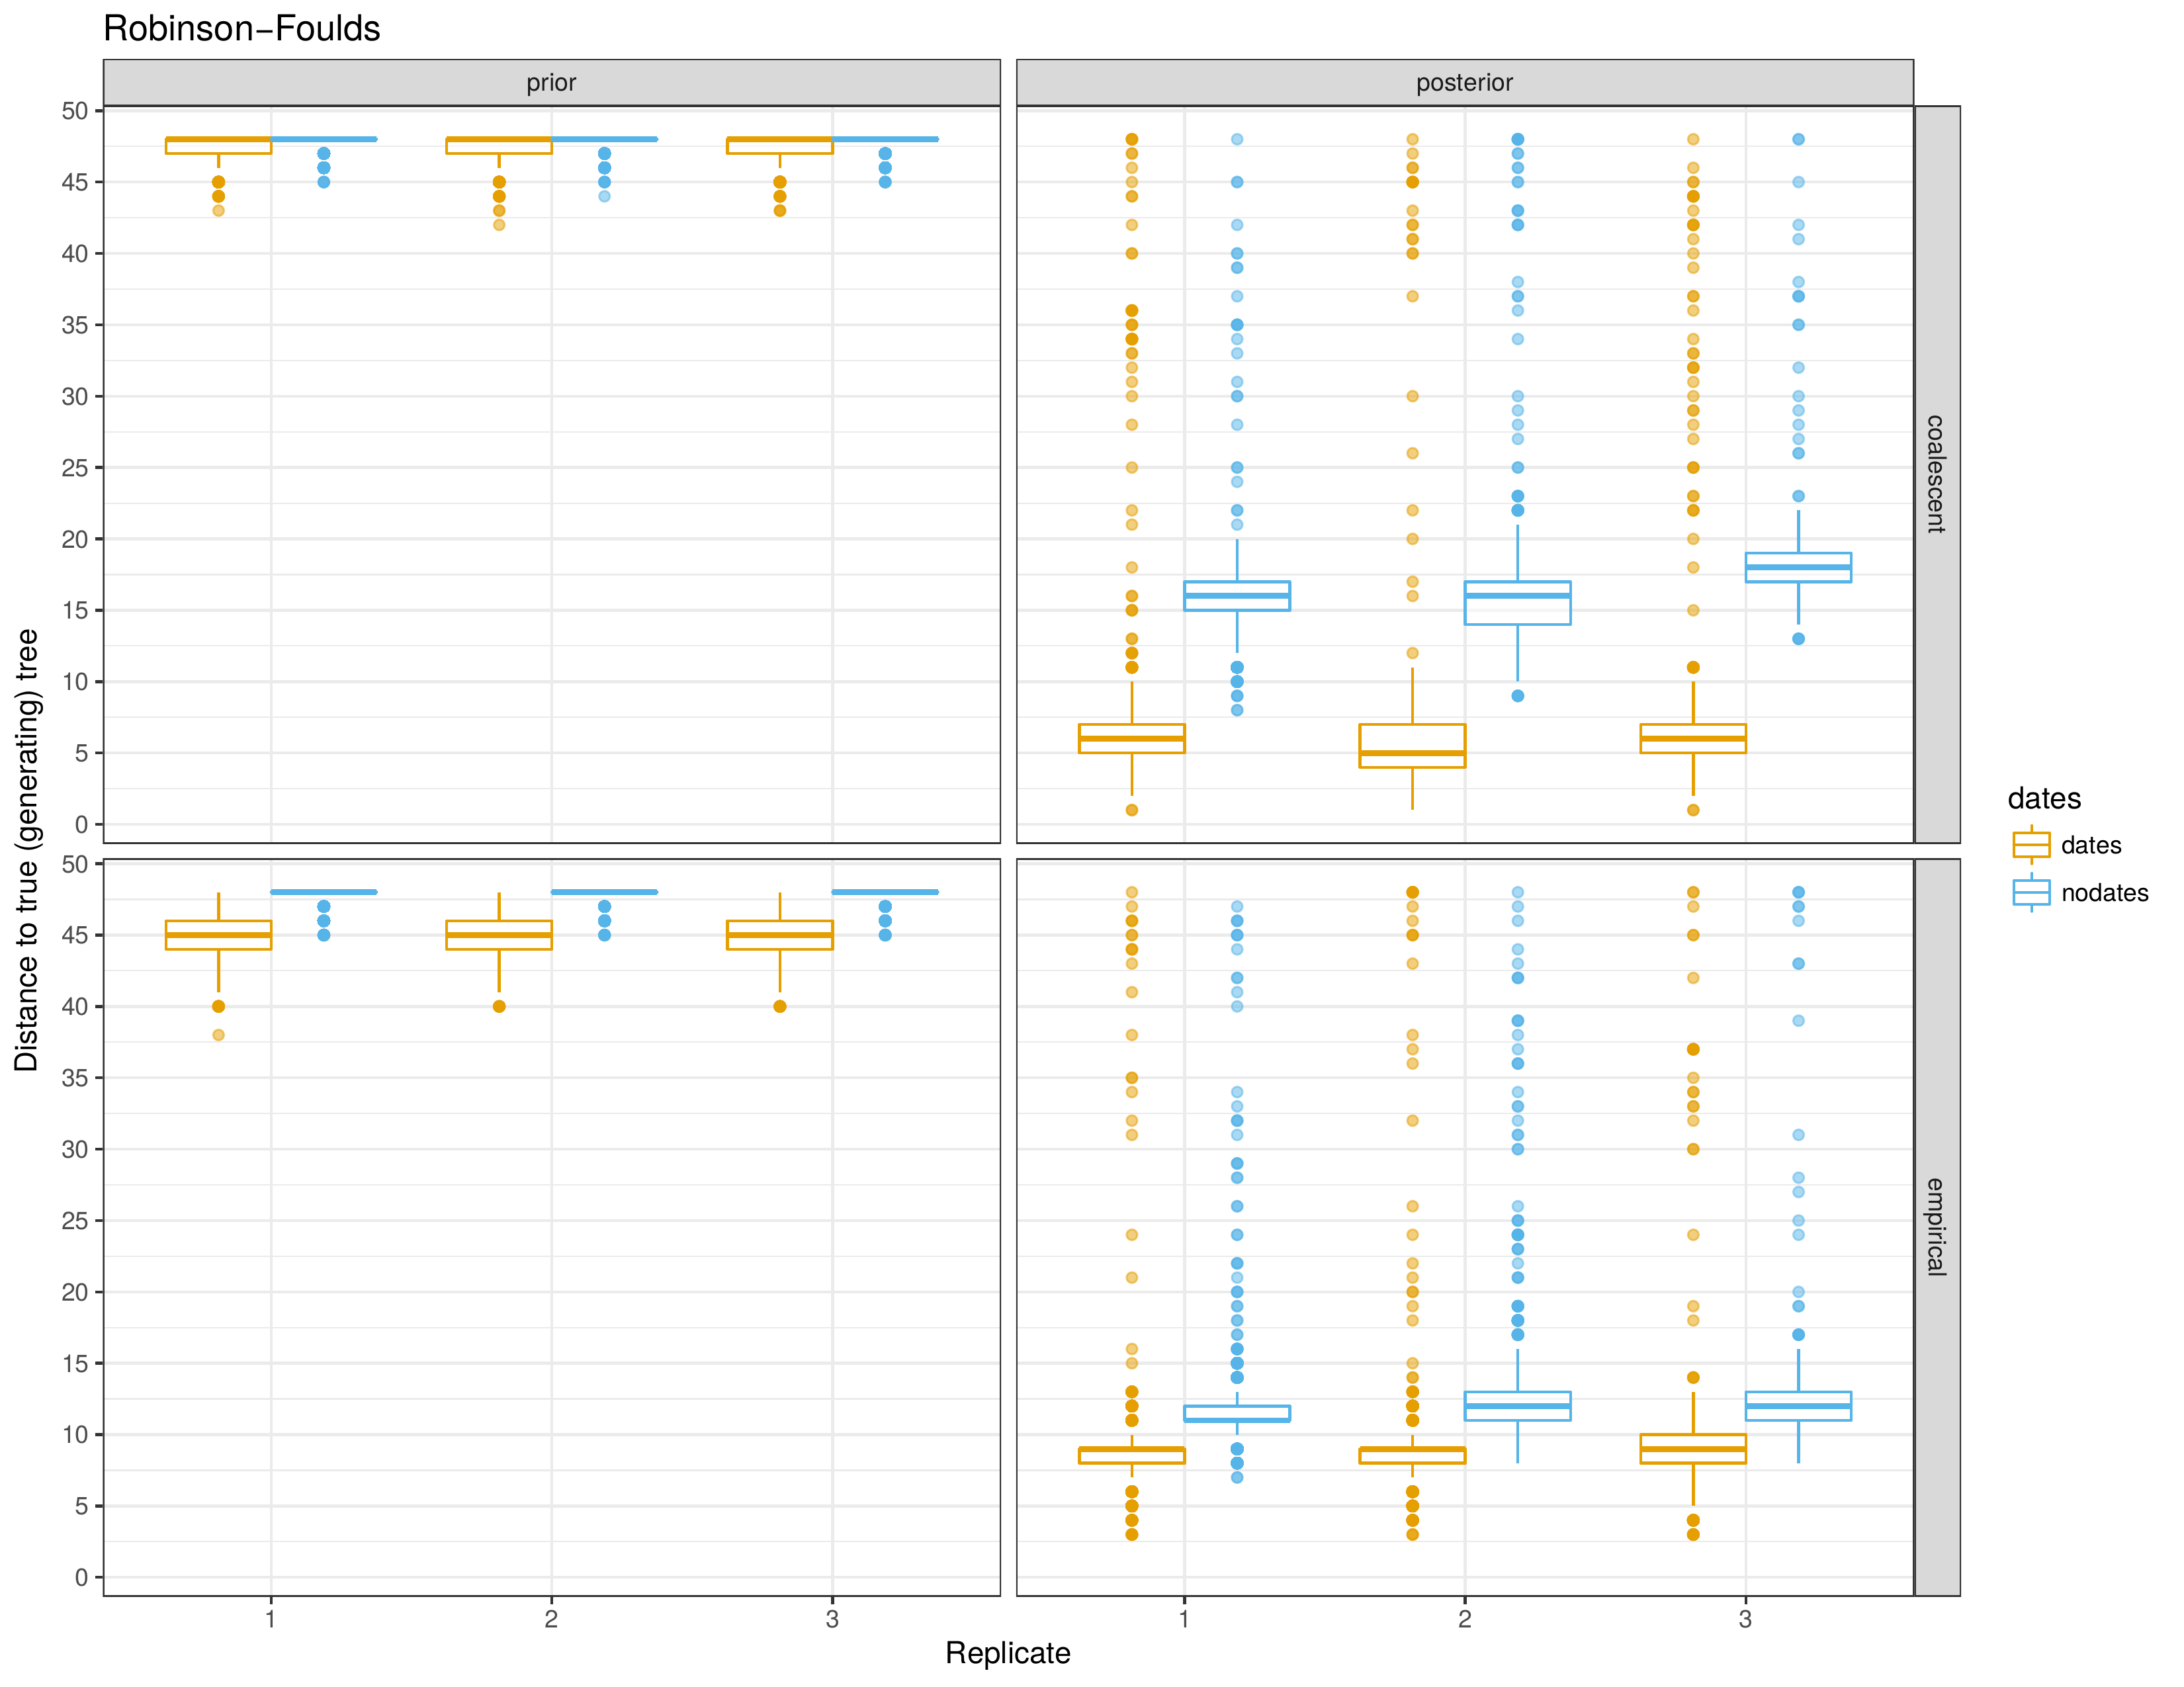 Robinson−Foulds
prior
posterior
50
45
40
35
30
25
20
15
10
5
0
coalescent
50
45
40
35
30
25
20
15
10
5
0
empirical
Distance to true (generating) tree
1
2
3
1
2
3
Replicate
dates
dates
nodates